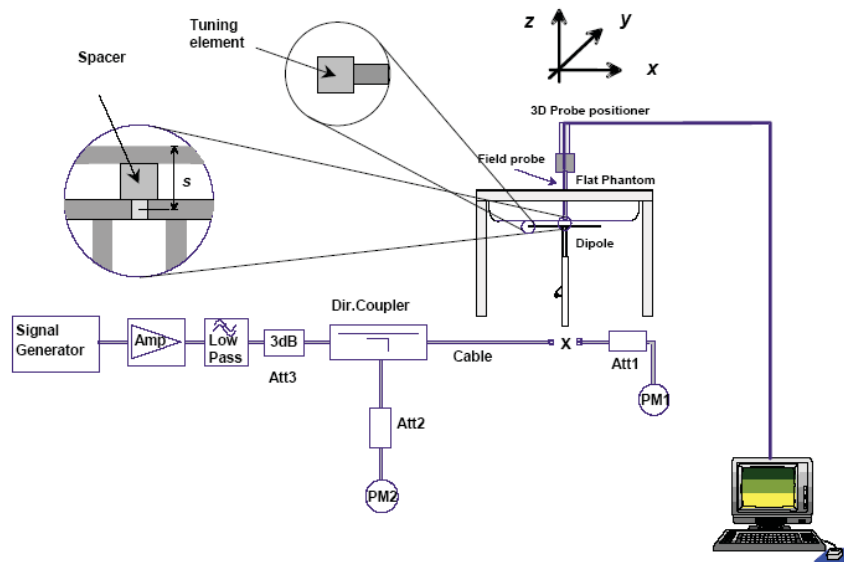 Tuning
element
Spacer
s
z
y
x
3D Probe positioner
Field probe
Flat Phantom
Dipole
Signal
Generator
Amp
Low
Pass
3dB
Att3
Dir.Coupler
Cable
X
Att1
PM1
Att2
PM2